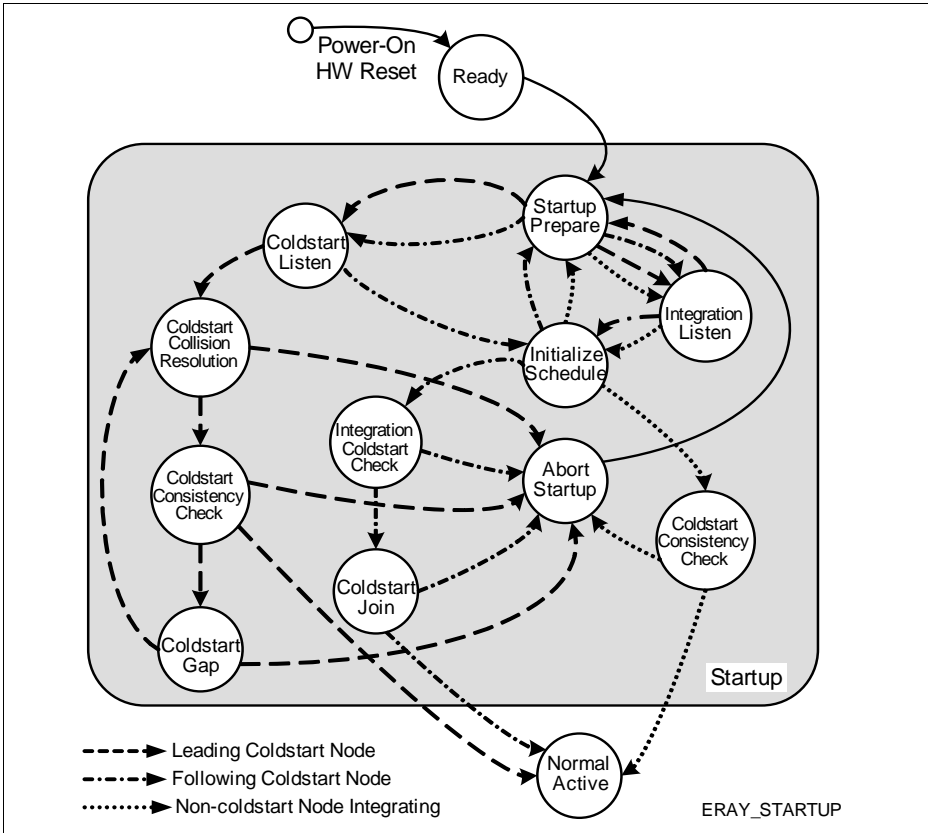 Power-On
HW Reset
Ready
Startup
Prepare
Coldstart
Listen
Integration
Listen
Coldstart
Collision
Resolution
Initialize
Schedule
Integration
Coldstart
Check
Abort
Startup
Coldstart
Consistency
Check
Coldstart
Consistency
Check
Coldstart
Join
Coldstart
Gap
Startup
Leading Coldstart Node
Following Coldstart Node
Non-coldstart Node Integrating
Normal
Active
ERAY_STARTUP